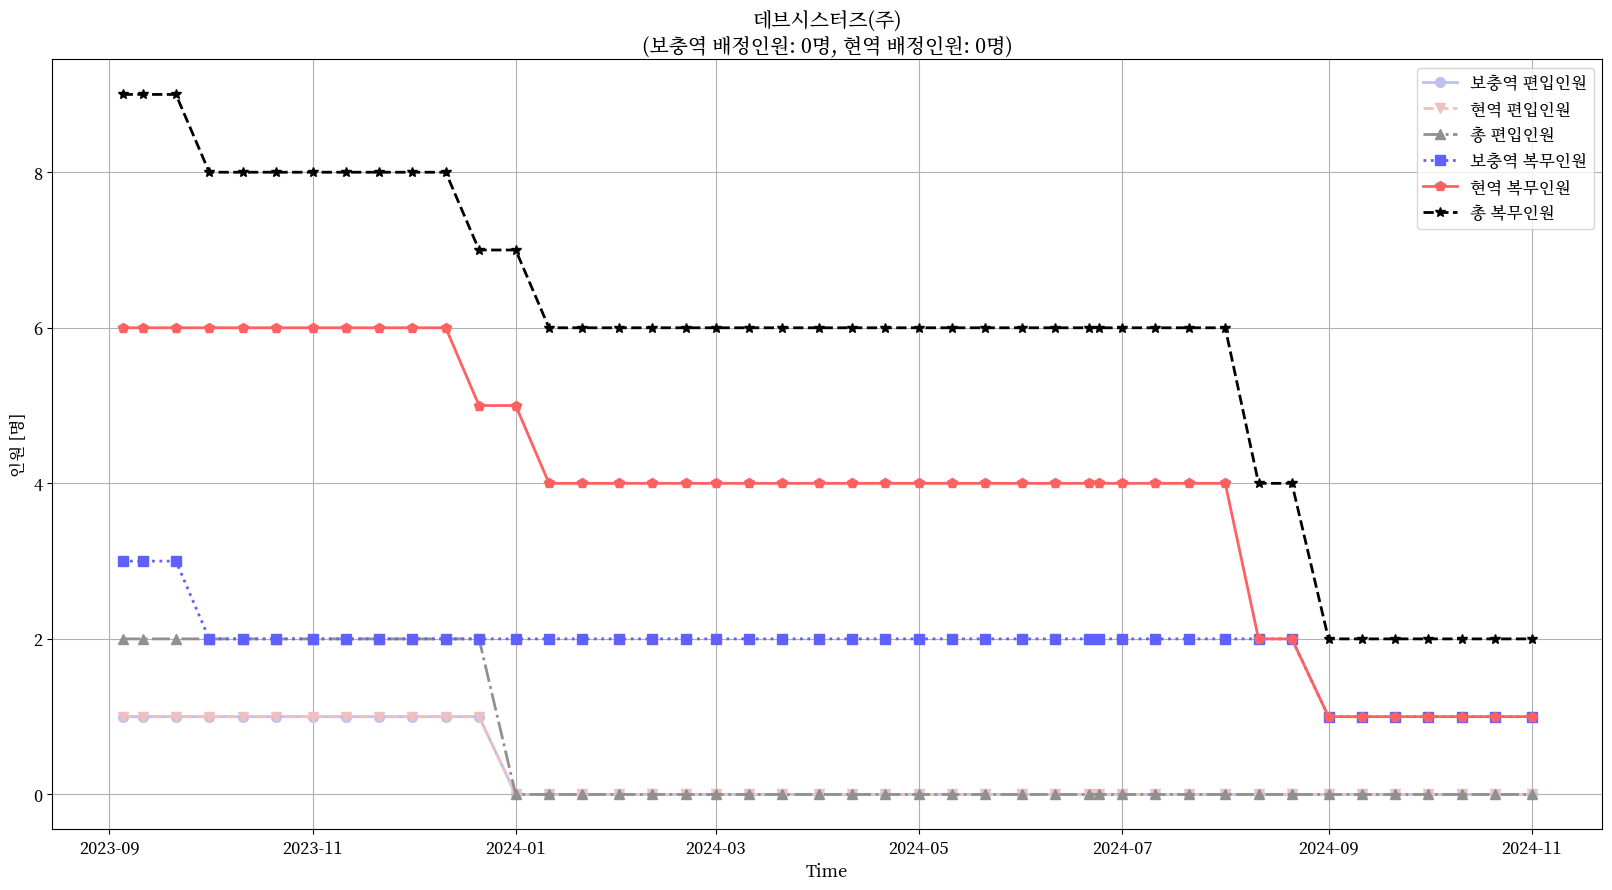 데브시스터즈(주)
(보충역 배정인원: 0명, 현역 배정인원: 0명)
보충역 편입인원
현역 편입인원
총 편입인원
보충역 복무인원
현역 복무인원
총 복무인원
인원 [명]
8
6
4
2
0
2023-09
2023-11
2024-01
2024-03
2024-05
2024-07
2024-09
2024-11
Time